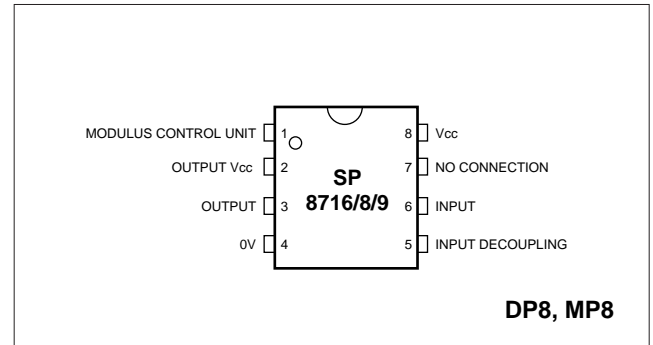 MODULUS CONTROL UNIT 1 8 Vcc
OUTPUT Vcc 2 7 NO CONNECTION
SP
8716/8/9
OUTPUT 3 6 INPUT
0V 4 5 INPUT DECOUPLING
DP8, MP8